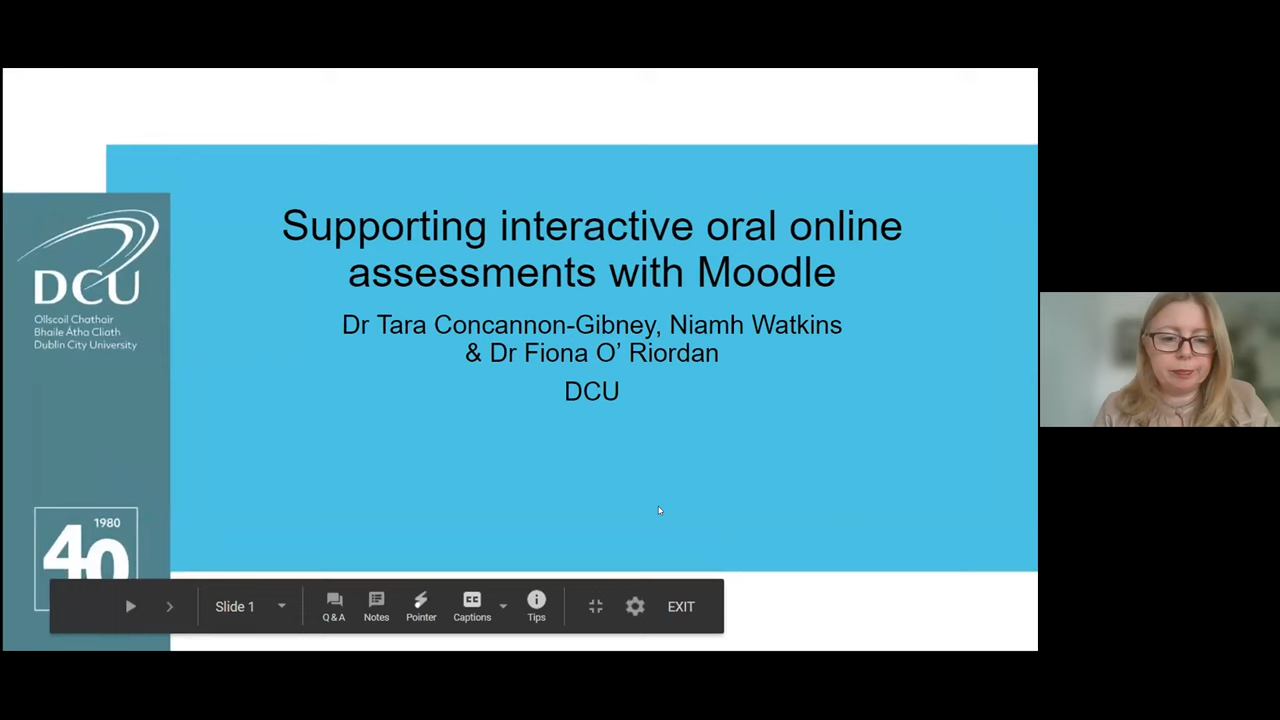 Supporting interactive oral online
assessments with Moodle
Dr Tara Concannon-Gibney, Niamh Watkins
& Dr Fiona O’ Riordan
DCU
DCU
Ollscoil Chathair
Bhaile Átha Cliath
Dublin City University
1980
40
Slide 1
Q & A
Notes
Pointer
CC
Captions
Tips
EXIT